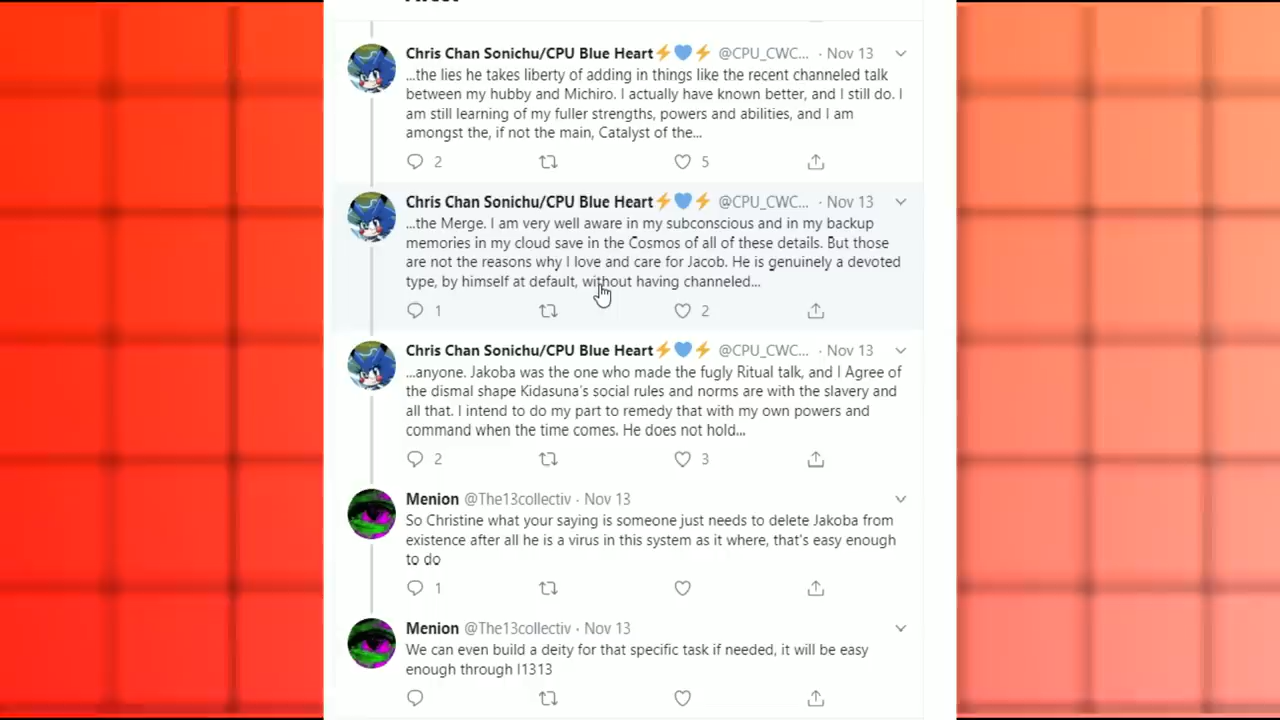 Chris Chan Sonichu/CPU Blue Heart⚡💙⚡ @CPU_CWC... · Nov 13
...the lies he takes liberty of adding in things like the recent channeled talk
between my hubby and Michiro. I actually have known better, and I still do. I
am still learning of my fuller strengths, powers and abilities, and I am
amongst the, if not the main, Catalyst of the...
2 5
Chris Chan Sonichu/CPU Blue Heart⚡💙⚡ @CPU_CWC... · Nov 13
...the Merge. I am very well aware in my subconscious and in my backup
memories in my cloud save in the Cosmos of all of these details. But those
are not the reasons why I love and care for Jacob. He is genuinely a devoted
type, by himself at default, without having channeled...
1 2
Chris Chan Sonichu/CPU Blue Heart⚡💙⚡ @CPU_CWC... · Nov 13
...anyone. Jakoba was the one who made the fugly Ritual talk, and I Agree of
the dismal shape Kidasuna's social rules and norms are with the slavery and
all that. I intend to do my part to remedy that with my own powers and
command when the time comes. He does not hold...
2 3
Menion @The13collectiv · Nov 13
So Christine what your saying is someone just needs to delete Jakoba from
existence after all he is a virus in this system as it where, that's easy enough
to do
1
Menion @The13collectiv · Nov 13
We can even build a deity for that specific task if needed, it will be easy
enough through I1313